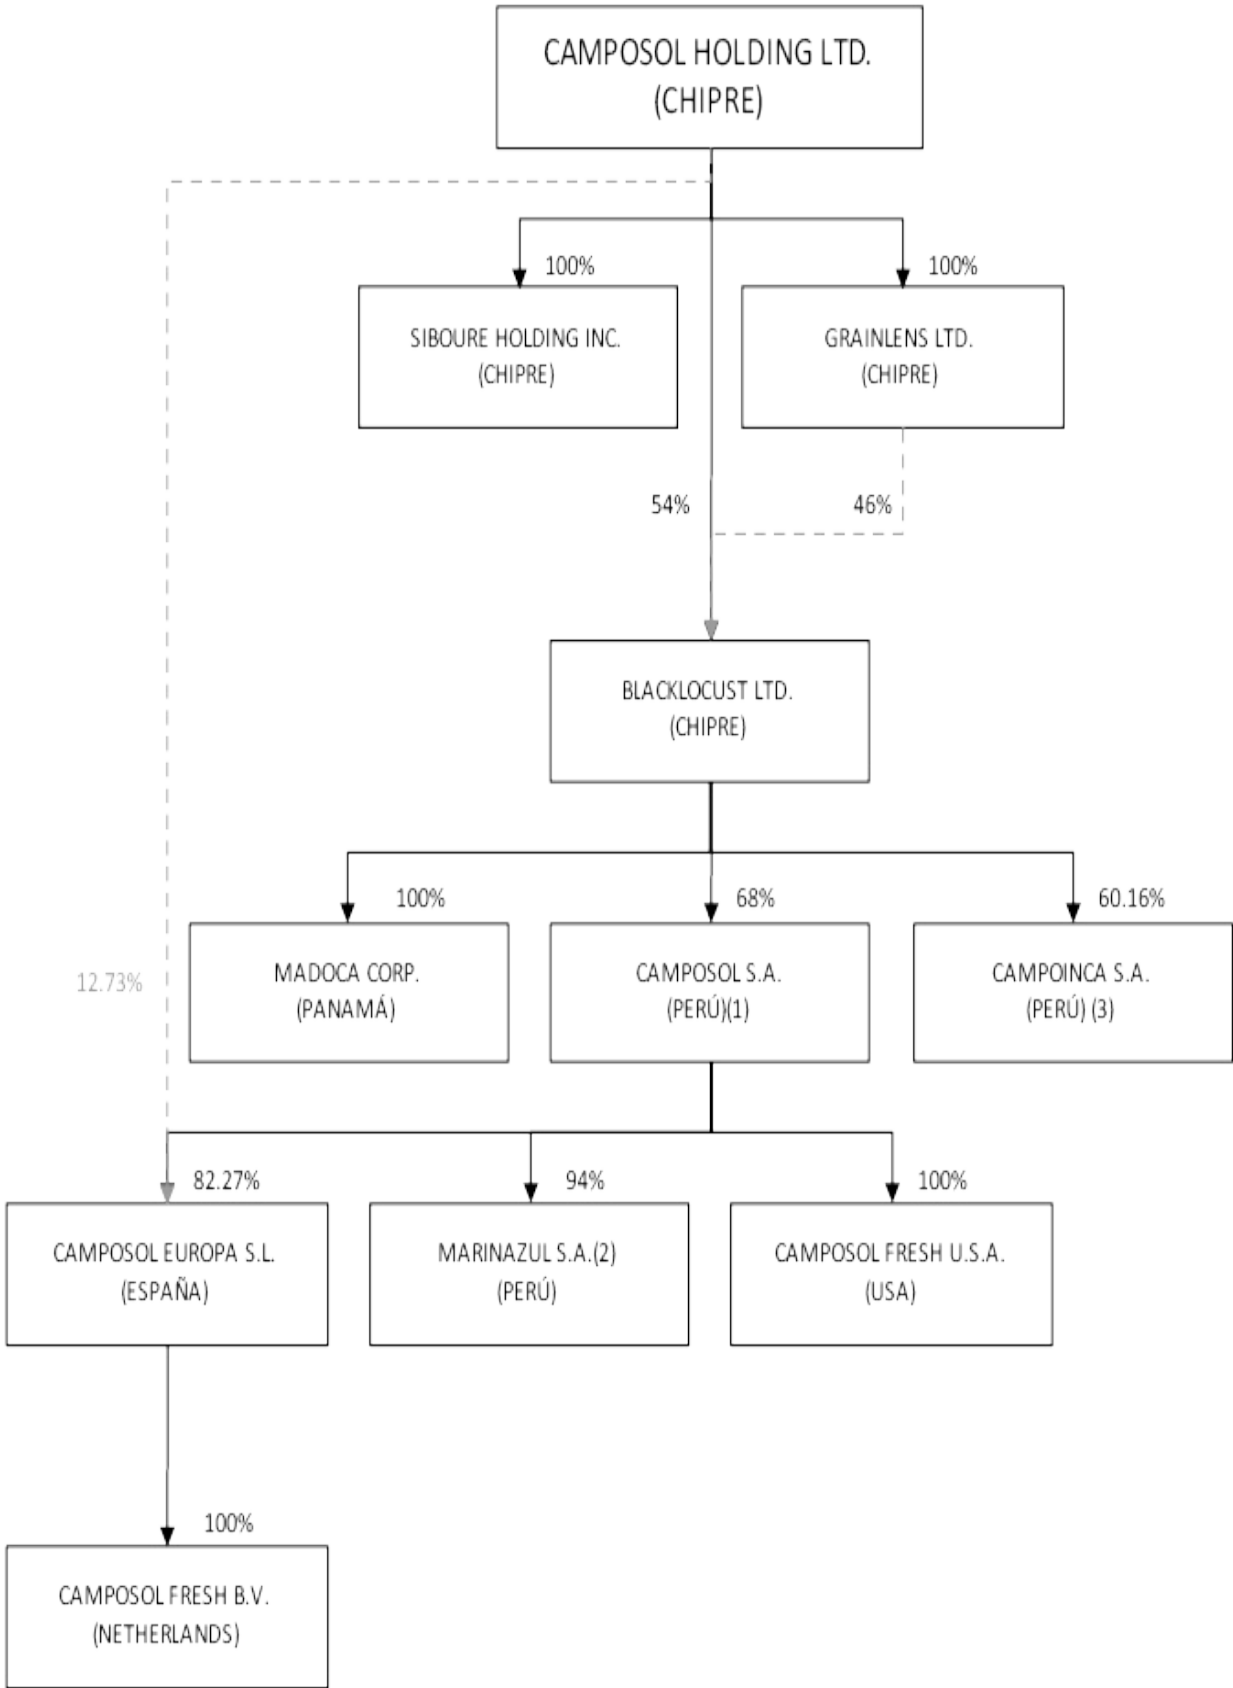 CAMPOSOL HOLDING LTD.
(CHIPRE)
100%
100%
SIBOURE HOLDING INC.
(CHIPRE)
GRAINLENS LTD.
(CHIPRE)
54%
46%
BLACKLOCUST LTD.
(CHIPRE)
100%
68%
60.16%
MADOCA CORP.
(PANAMÁ)
CAMPOSOL S.A.
(PERÚ)(1)
CAMPOINCA S.A.
(PERÚ) (3)
12.73%
82.27%
94%
100%
CAMPOSOL EUROPA S.L.
(ESPAÑA)
MARINAZUL S.A.(2)
(PERÚ)
CAMPOSOL FRESH U.S.A.
(USA)
100%
CAMPOSOL FRESH B.V.
(NETHERLANDS)